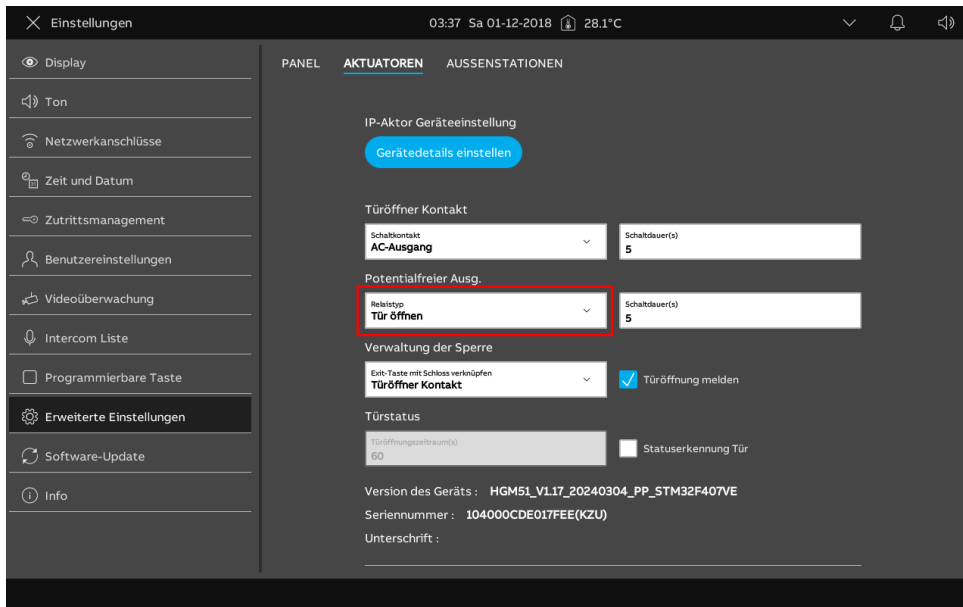 Einstellungen
03:37 Sa 01-12-2018 28.1°C
Display
Ton
Netzwerkanschlüsse
Zeit und Datum
Zutrittsmanagement
Benutzereinstellungen
Videoüberwachung
Intercom Liste
Programmierbare Taste
Erweiterte Einstellungen
Software-Update
Info
PANEL AKTUATOREN AUSSENSTATIONEN
IP-Aktor Geräteeinstellung
Gerätedetails einstellen
Türöffner Kontakt
Schaltkontakt
AC-Ausgang
Schaltdauer(s)
5
Potentialfreier Ausg.
Relaistyp
Tür öffnen
Schaltdauer(s)
5
Verwaltung der Sperre
Exit-Taste mit Schloss verknüpfen
Türöffner Kontakt
Türöffnung melden
Türstatus
Türöffnungszeitraum(s)
60
Statuserkennung Tür
Version des Geräts : HGM51_V1.17_20240304_PP_STM32F407VE
Seriennummer : 104000CDE017FEE(KZU)
Unterschrift :